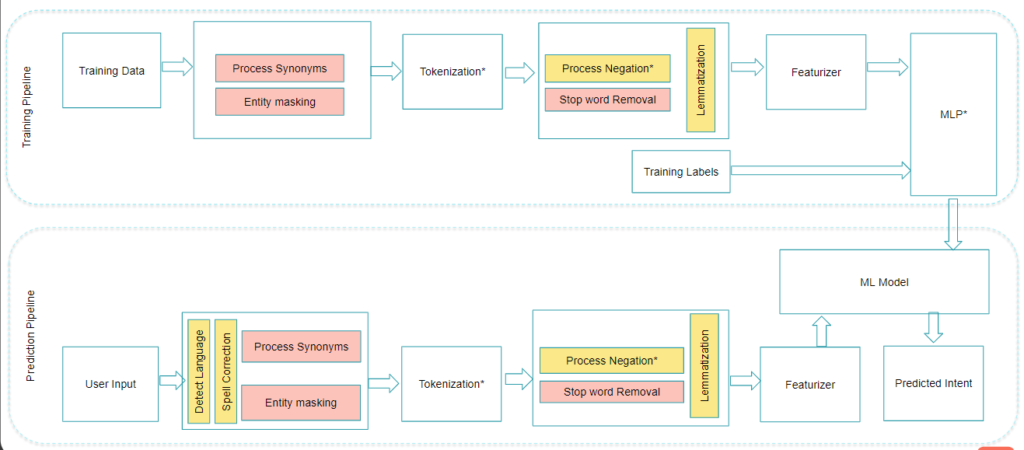 Training Pipeline
Training Data
Process Synonyms
Entity masking
Tokenization*
Process Negation*
Stop word Removal
Lemmatization
Featurizer
MLP*
Training Labels
Prediction Pipeline
User Input
Detect Language
Spell Correction
Process Synonyms
Entity masking
Tokenization*
Process Negation*
Stop word Removal
Lemmatization
Featurizer
ML Model
Predicted Intent